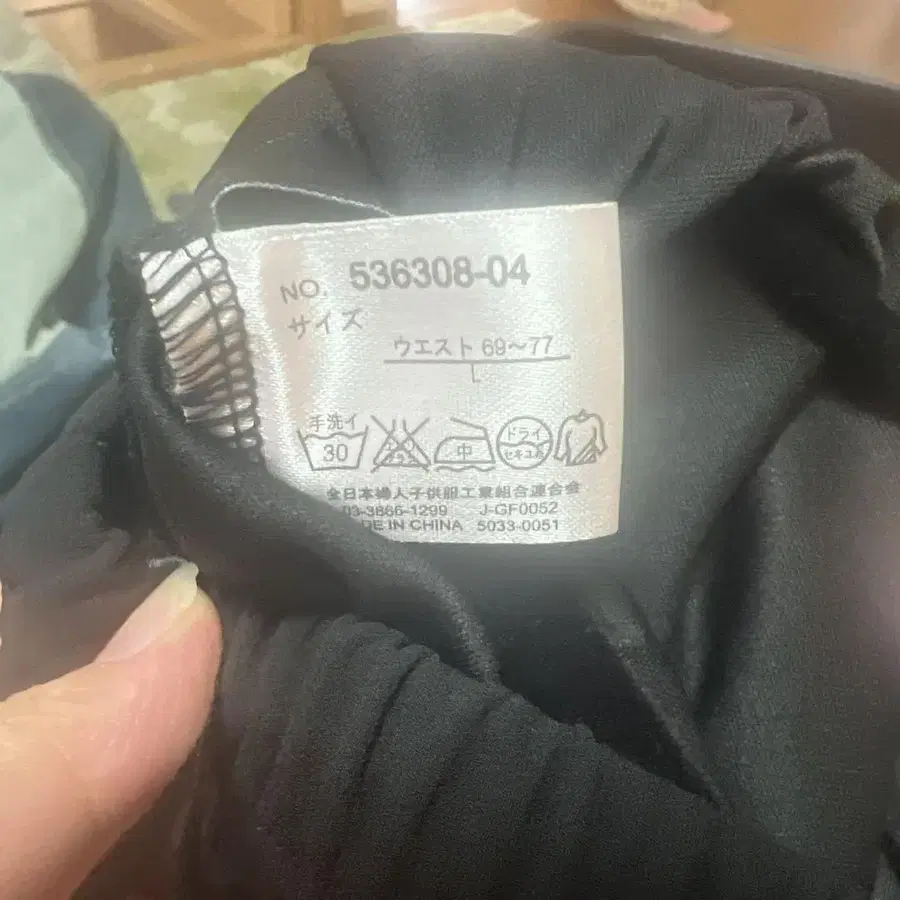 NO. 536308-04
サイズ
ウエスト 69〜77
L
手洗イ
30 中 ドライ
セキユ系
全日本婦人子供服工業組合連合会
03-3866-1299 J-GF0052
MADE IN CHINA 5033-0051